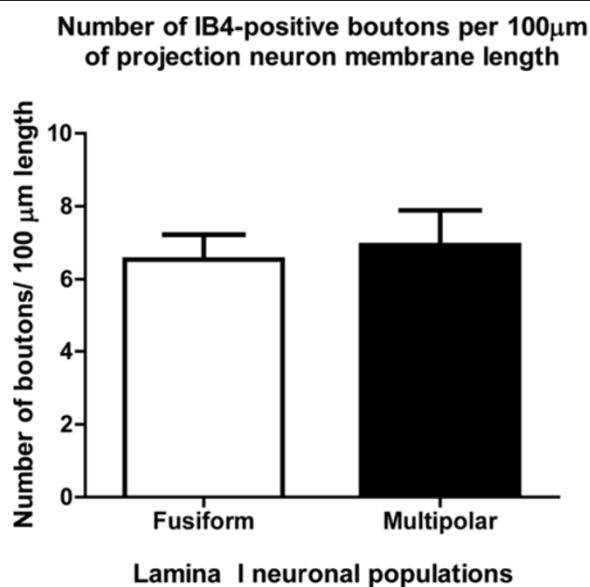 Number of IB4-positive boutons per 100μm
of projection neuron membrane length
Number of boutons/ 100 μm length
10
8
6
4
2
0
Fusiform
Multipolar
Lamina I neuronal populations